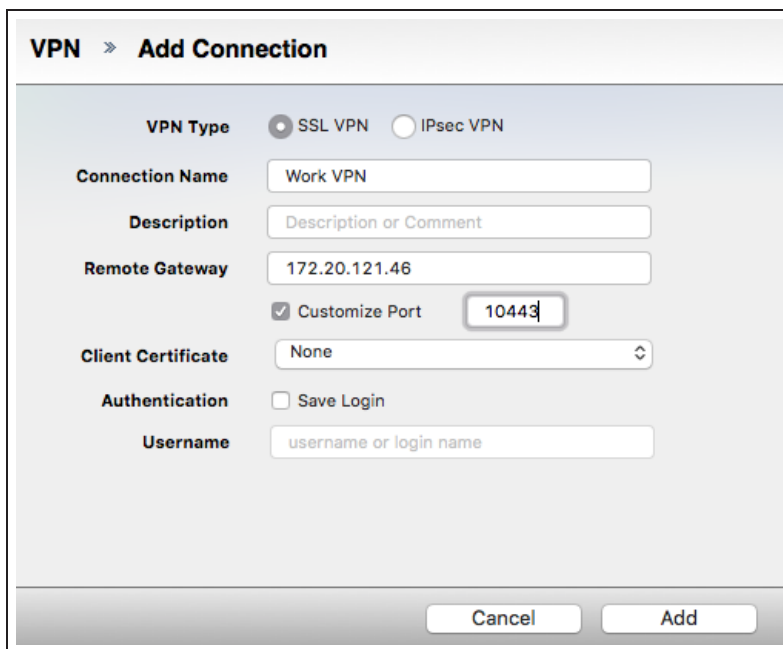 VPN » Add Connection
VPN Type SSL VPN IPsec VPN
Connection Name Work VPN
Description Description or Comment
Remote Gateway 172.20.121.46
Customize Port 10443
Client Certificate None
Authentication Save Login
Username username or login name
Cancel Add